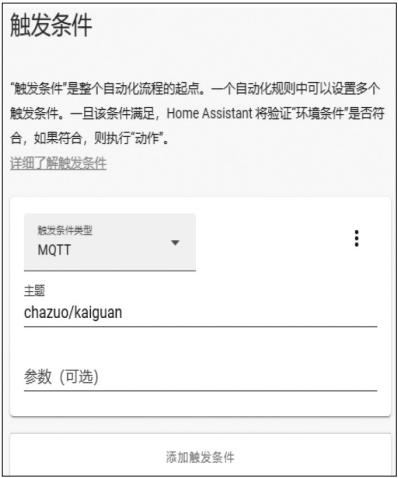 触发条件
“触发条件”是整个自动化流程的起点。一个自动化规则中可以设置多个
触发条件。一旦该条件满足，Home Assistant 将验证“环境条件”是否符
合，如果符合，则执行“动作”。
详细了解触发条件
触发条件类型
MQTT
主题
chazuo/kaiguan
参数（可选）
添加触发条件